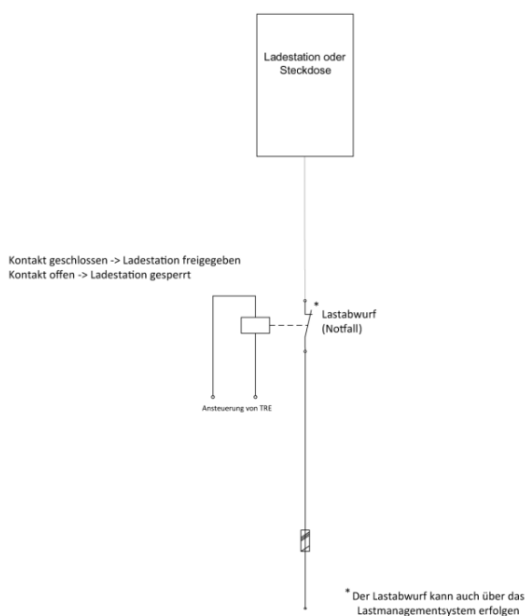 Ladestation oder
Steckdose
Kontakt geschlossen -> Ladestation freigegeben
Kontakt offen -> Ladestation gesperrt
*
Lastabwurf
(Notfall)
Ansteuerung von TRE
* Der Lastabwurf kann auch über das
Lastmanagementsystem erfolgen